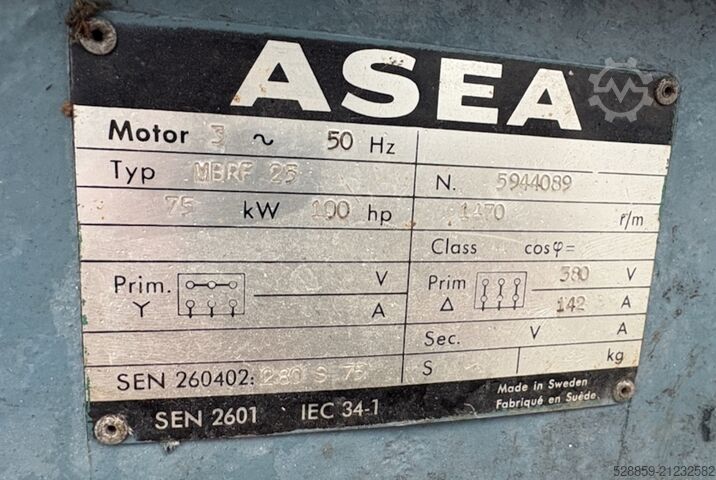 ASEA
Motor 3 ~ 50 Hz
Typ MBRF 25
N. 5944089
75 kW 100 hp
1470 r/m
Class cosφ=
Prim. Y V A
Prim Δ 380 V 142 A
Sec. V A
SEN 260402: 280 S 75
S kg
SEN 2601 IEC 34-1
Made in Sweden
Fabriqué en Suède.
528859-21232582